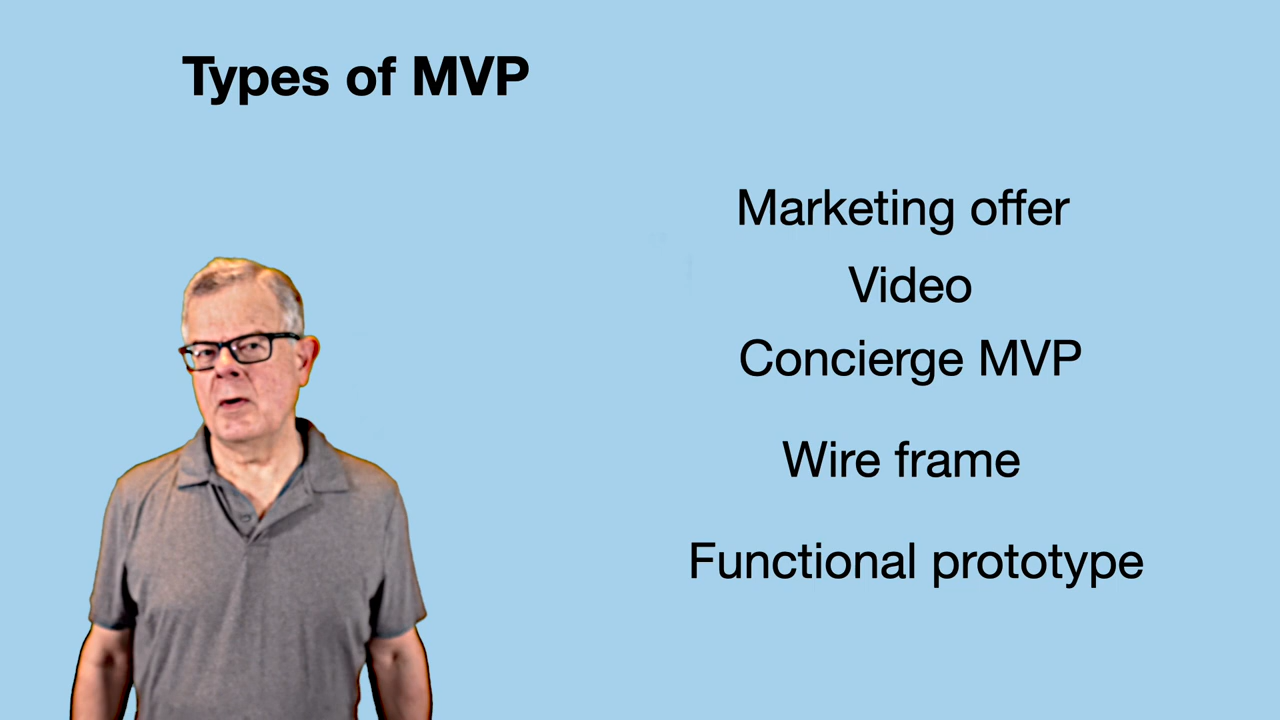 Types of MVP
Marketing offer
Video
Concierge MVP
Wire frame
Functional prototype